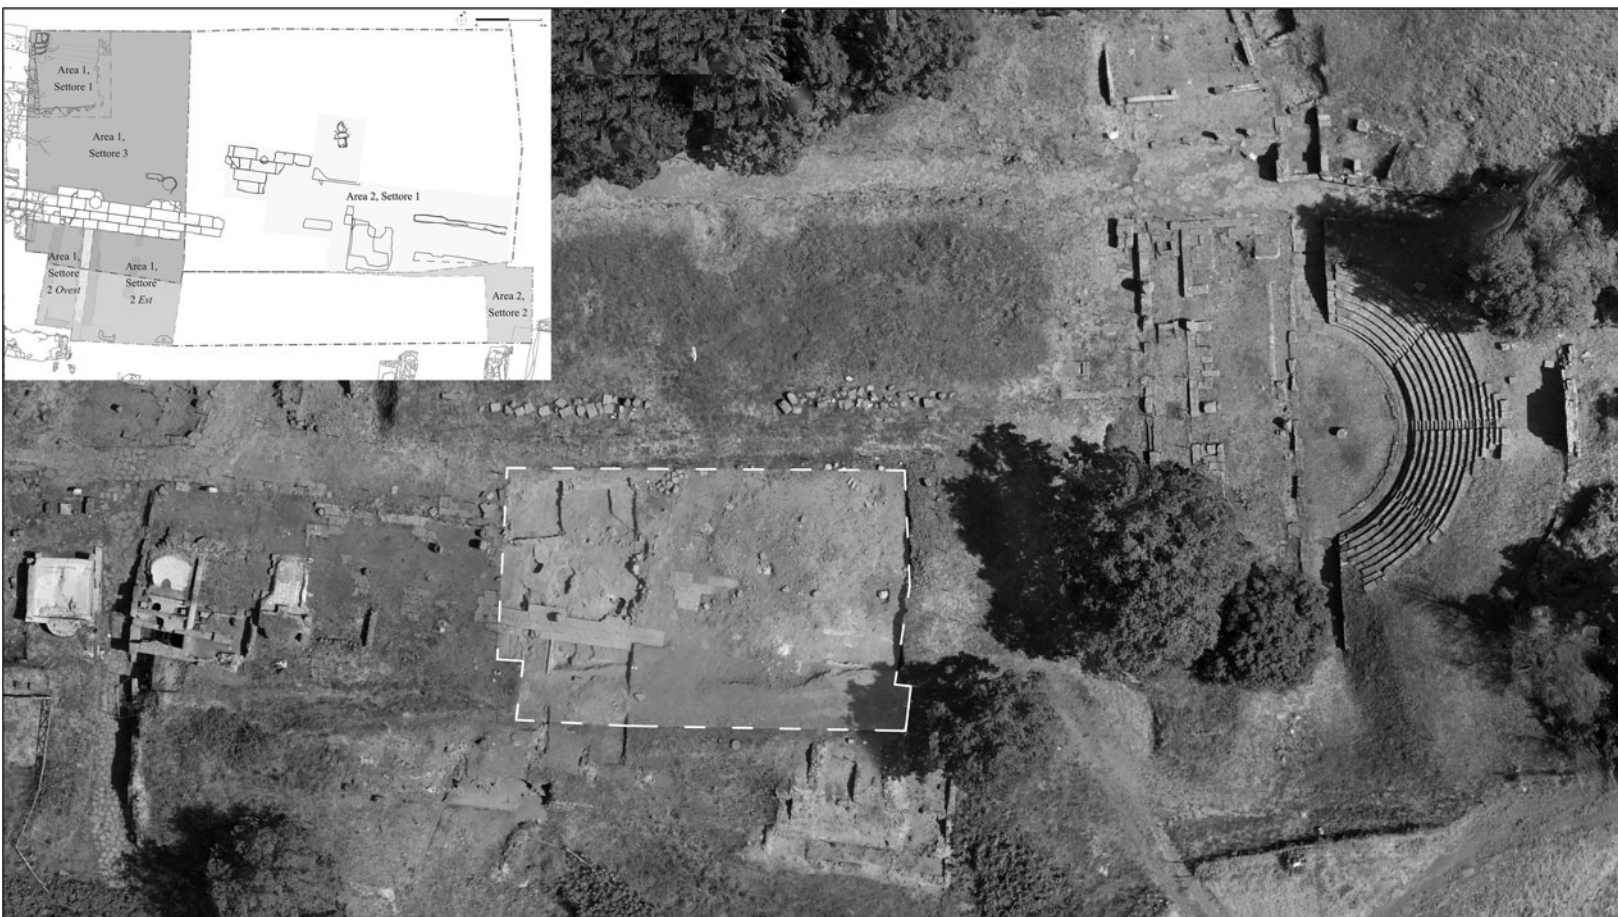 Area 1,
Settore 1
Area 1,
Settore 3
Area 2, Settore 1
Area 1,
Settore
2 Ovest
Area 1,
Settore
2 Est
Area 2,
Settore 2